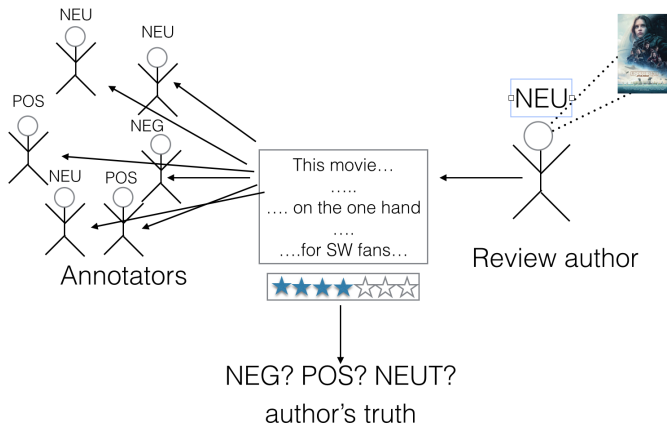 NEU
NEU
POS
NEG
NEU
POS
Annotators
This movie…
…..
…. on the one hand
….
….for SW fans…
NEU
Review author
NEG? POS? NEUT?
author's truth